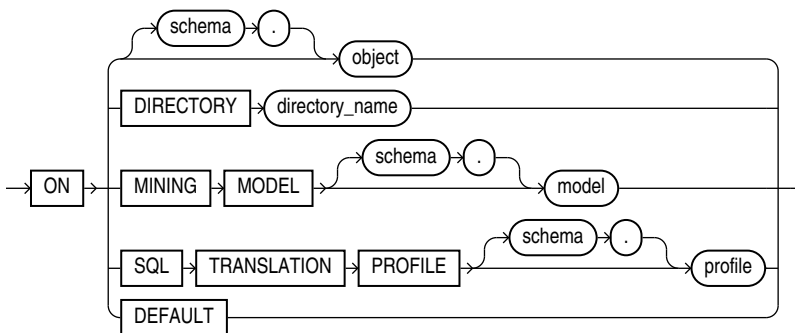 schema .
object
DIRECTORY directory_name
schema .
ON MINING MODEL model
schema .
SQL TRANSLATION PROFILE profile
DEFAULT